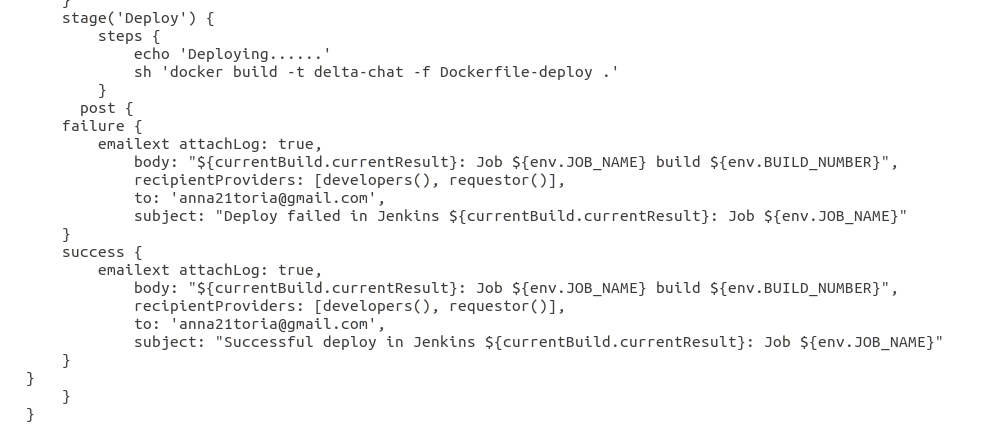 }
stage('Deploy') {
steps {
echo 'Deploying......'
sh 'docker build -t delta-chat -f Dockerfile-deploy .'
}
post {
failure {
emailext attachLog: true,
body: "${currentBuild.currentResult}: Job ${env.JOB_NAME} build ${env.BUILD_NUMBER}",
recipientProviders: [developers(), requestor()],
to: 'anna21toria@gmail.com',
subject: "Deploy failed in Jenkins ${currentBuild.currentResult}: Job ${env.JOB_NAME}"
}
success {
emailext attachLog: true,
body: "${currentBuild.currentResult}: Job ${env.JOB_NAME} build ${env.BUILD_NUMBER}",
recipientProviders: [developers(), requestor()],
to: 'anna21toria@gmail.com',
subject: "Successful deploy in Jenkins ${currentBuild.currentResult}: Job ${env.JOB_NAME}"
}
}
}
}